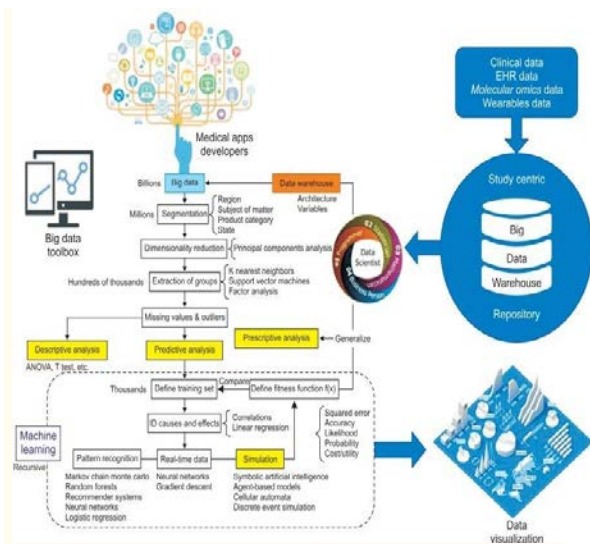 Medical apps
developers
Big data
toolbox
Billions
Big data
Data warehouse
Architecture
Variables
Millions
Segmentation
Region
Subject of matter
Product category
State
Dimensionality reduction
Principal components analysis
Hundreds of thousands
Extraction of groups
K nearest neighbors
Support vector machines
Factor analysis
Missing values & outliers
Descriptive analysis
ANOVA, T test, etc.
Predictive analysis
Prescriptive analysis
Generalize
Thousands
Define training set
Compare
Define fitness function f(x)
ID causes and effects
Correlations
Linear regression
Squared error
Accuracy
Likelihood
Probability
Cost/utility
Machine
learning
Recursive
Pattern recognition
Markov chain monte carlo
Random forests
Recommender systems
Neural networks
Logistic regression
Real-time data
Neural networks
Gradient descent
Simulation
Symbolic artificial intelligence
Agent-based models
Cellular automata
Discrete event simulation
Data
Scientist
Clinical data
EHR data
Molecular omics data
Wearables data
Study centric
Big
Data
Warehouse
Repository
Data
visualization